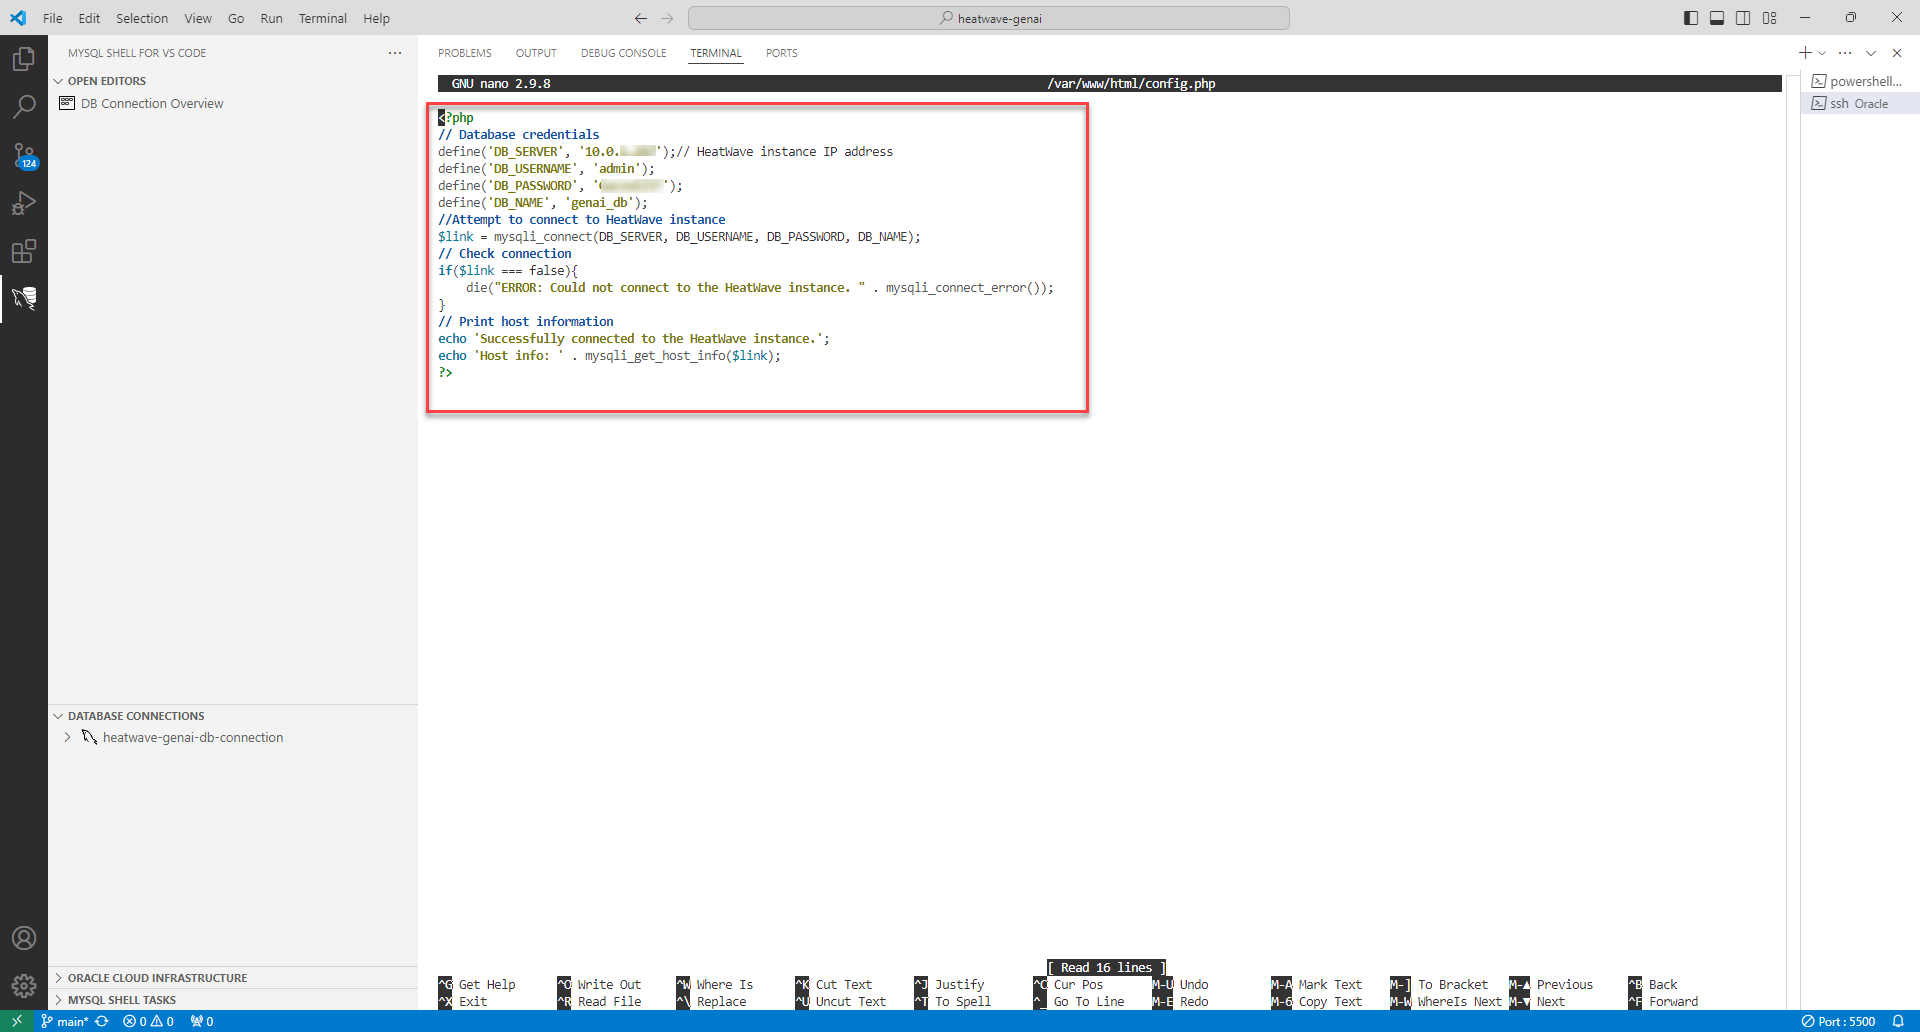 File Edit Selection View Go Run Terminal Help
heatwave-genai
MYSQL SHELL FOR VS CODE
OPEN EDITORS
DB Connection Overview
124
DATABASE CONNECTIONS
heatwave-genai-db-connection
ORACLE CLOUD INFRASTRUCTURE
MYSQL SHELL TASKS
PROBLEMS OUTPUT DEBUG CONSOLE TERMINAL PORTS
GNU nano 2.9.8 /var/www/html/config.php
<?php
// Database credentials
define('DB_SERVER', '10.0. ');// HeatWave instance IP address
define('DB_USERNAME', 'admin');
define('DB_PASSWORD', ' ');
define('DB_NAME', 'genai_db');
//Attempt to connect to HeatWave instance
$link = mysqli_connect(DB_SERVER, DB_USERNAME, DB_PASSWORD, DB_NAME);
// Check connection
if($link === false){
    die("ERROR: Could not connect to the HeatWave instance. " . mysqli_connect_error());
}
// Print host information
echo 'Successfully connected to the HeatWave instance.';
echo 'Host info: ' . mysqli_get_host_info($link);
?>
[ Read 16 lines ]
^G Get Help ^O Write Out ^W Where Is ^K Cut Text ^J Justify ^C Cur Pos M-U Undo M-A Mark Text M-] To Bracket M-▲ Previous ^B Back
^X Exit ^R Read File ^\ Replace ^U Uncut Text ^T To Spell ^_ Go To Line M-E Redo M-6 Copy Text M-W WhereIs Next M-▼ Next ^F Forward
powershell...
ssh Oracle
main* 0 0 0 Port : 5500